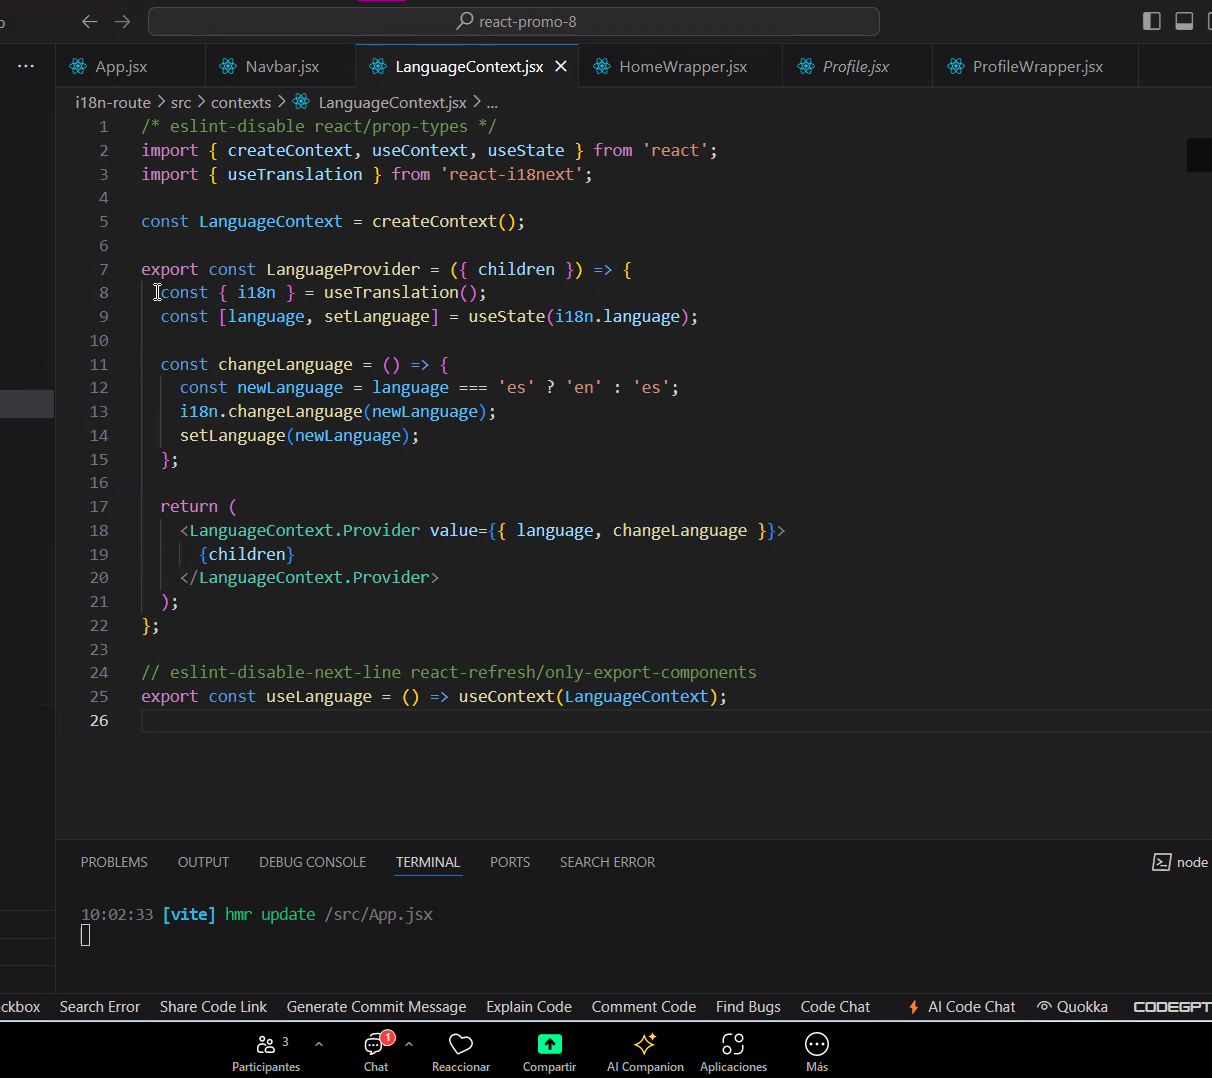 react-promo-8
App.jsx Navbar.jsx LanguageContext.jsx HomeWrapper.jsx Profile.jsx ProfileWrapper.jsx
i18n-route > src > contexts > LanguageContext.jsx > ...
1 /* eslint-disable react/prop-types */
2 import { createContext, useContext, useState } from 'react';
3 import { useTranslation } from 'react-i18next';
4
5 const LanguageContext = createContext();
6
7 export const LanguageProvider = ({ children }) => {
8 const { i18n } = useTranslation();
9 const [language, setLanguage] = useState(i18n.language);
10
11 const changeLanguage = () => {
12 const newLanguage = language === 'es' ? 'en' : 'es';
13 i18n.changeLanguage(newLanguage);
14 setLanguage(newLanguage);
15 };
16
17 return (
18 <LanguageContext.Provider value={{ language, changeLanguage }}>
19 {children}
20 </LanguageContext.Provider>
21 );
22 };
23
24 // eslint-disable-next-line react-refresh/only-export-components
25 export const useLanguage = () => useContext(LanguageContext);
26
PROBLEMS OUTPUT DEBUG CONSOLE TERMINAL PORTS SEARCH ERROR node
10:02:33 [vite] hmr update /src/App.jsx
ckbox Search Error Share Code Link Generate Commit Message Explain Code Comment Code Find Bugs Code Chat AI Code Chat Quokka CODEGPT
3 1
Participantes Chat Reaccionar Compartir AI Companion Aplicaciones Más